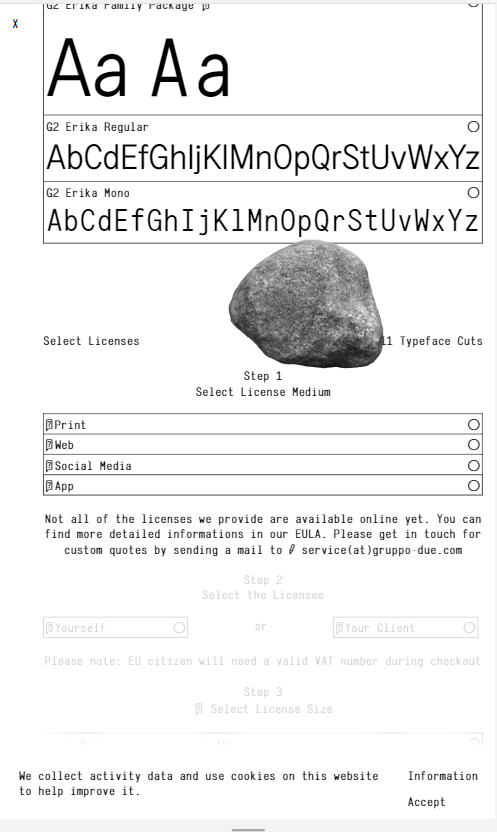 X
G2 Erika Family Package
Aa Aa
G2 Erika Regular
AbCdEfGhIjKlMnOpQrStUvWxYz
G2 Erika Mono
AbCdEfGhIjKlMnOpQrStUvWxYz
Select Licenses
11 Typeface Cuts
Step 1
Select License Medium
Print
Web
Social Media
App
Not all of the licenses we provide are available online yet. You can
find more detailed informations in our EULA. Please get in touch for
custom quotes by sending a mail to service(at)gruppo-due.com
Step 2
Select the Licensee
Yourself
or
Your Client
Please note: EU citizen will need a valid VAT number during checkout
Step 3
Select License Size
We collect activity data and use cookies on this website
to help improve it.
Information
Accept